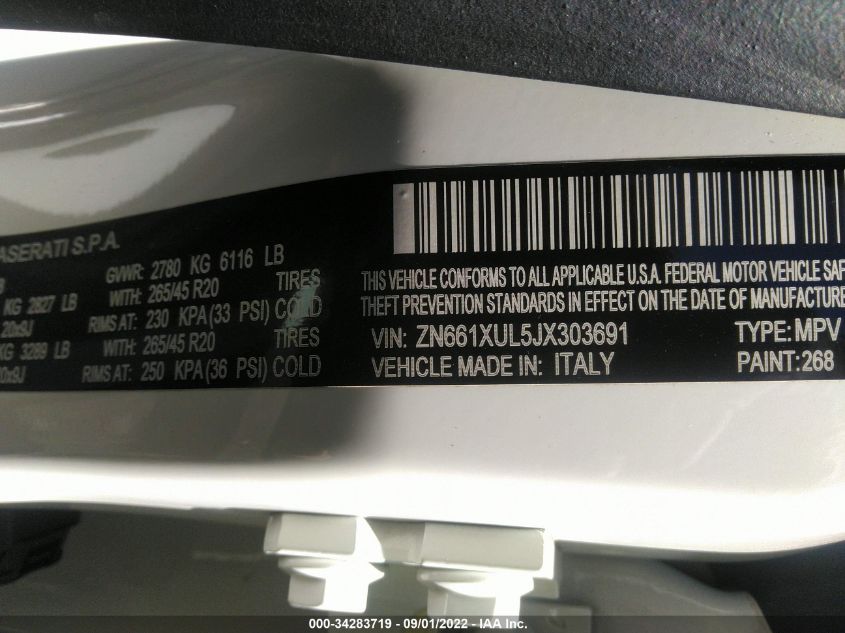 ASERATI S.P.A.
GVWR: 2780 KG 6116 LB
B WITH: 265/45 R20 TIRES
KG 2827 LB RIMS AT: 230 KPA (33 PSI) COLD
20x9J WITH: 265/45 R20 TIRES
KG 3289 LB RIMS AT: 250 KPA (36 PSI) COLD
0x9J
THIS VEHICLE CONFORMS TO ALL APPLICABLE U.S.A. FEDERAL MOTOR VEHICLE SAF
THEFT PREVENTION STANDARDS IN EFFECT ON THE DATE OF MANUFACTURE
VIN: ZN661XUL5JX303691 TYPE: MPV
VEHICLE MADE IN: ITALY PAINT: 268
000-34283719 - 09/01/2022 - IAA Inc.